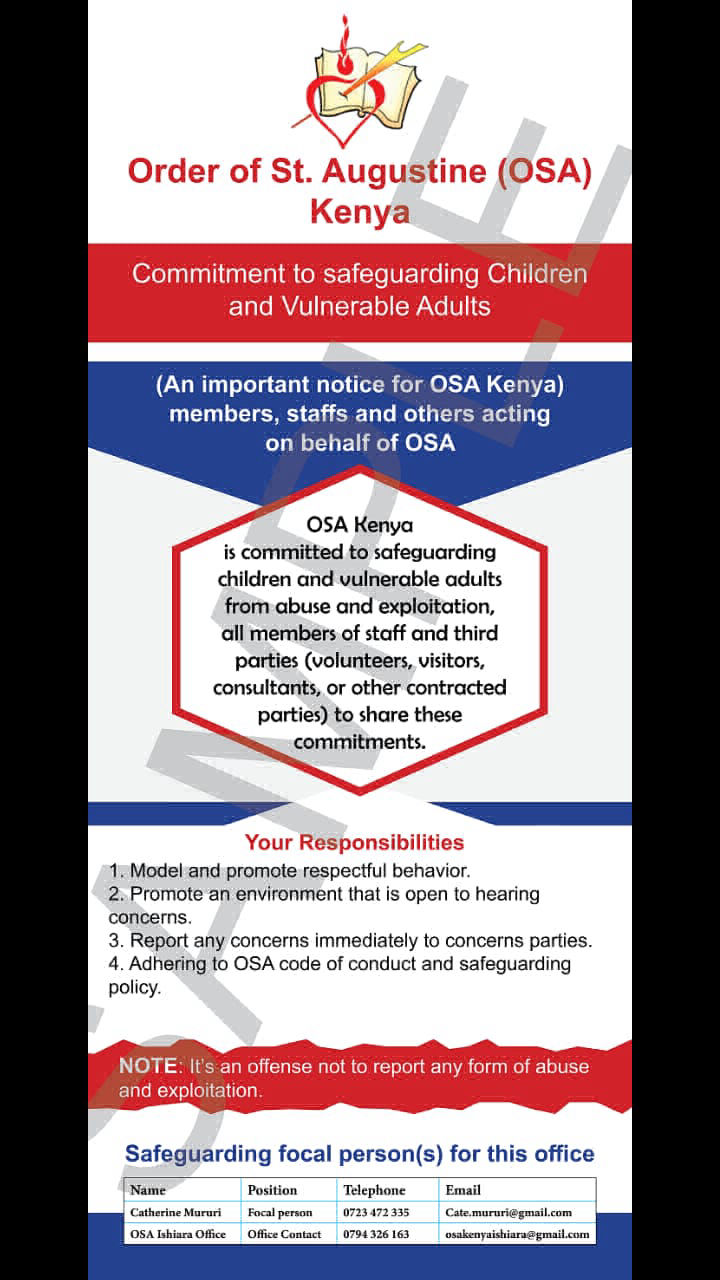 Order of St. Augustine (OSA)
Kenya
Commitment to safeguarding Children
and Vulnerable Adults
(An important notice for OSA Kenya)
members, staffs and others acting
on behalf of OSA
OSA Kenya
is committed to safeguarding
children and vulnerable adults
from abuse and exploitation,
all members of staff and third
parties (volunteers, visitors,
consultants, or other contracted
parties) to share these
commitments.
Your Responsibilities
1. Model and promote respectful behavior.
2. Promote an environment that is open to hearing
concerns.
3. Report any concerns immediately to concerns parties.
4. Adhering to OSA code of conduct and safeguarding
policy.
NOTE: It's an offense not to report any form of abuse
and exploitation.
Safeguarding focal person(s) for this office
Name Position Telephone Email
Catherine Mururi Focal person 0723 472 335 Cate.mururi@gmail.com
OSA Ishiara Office Office Contact 0794 326 163 osakenyaishiara@gmail.com
SAMPLE